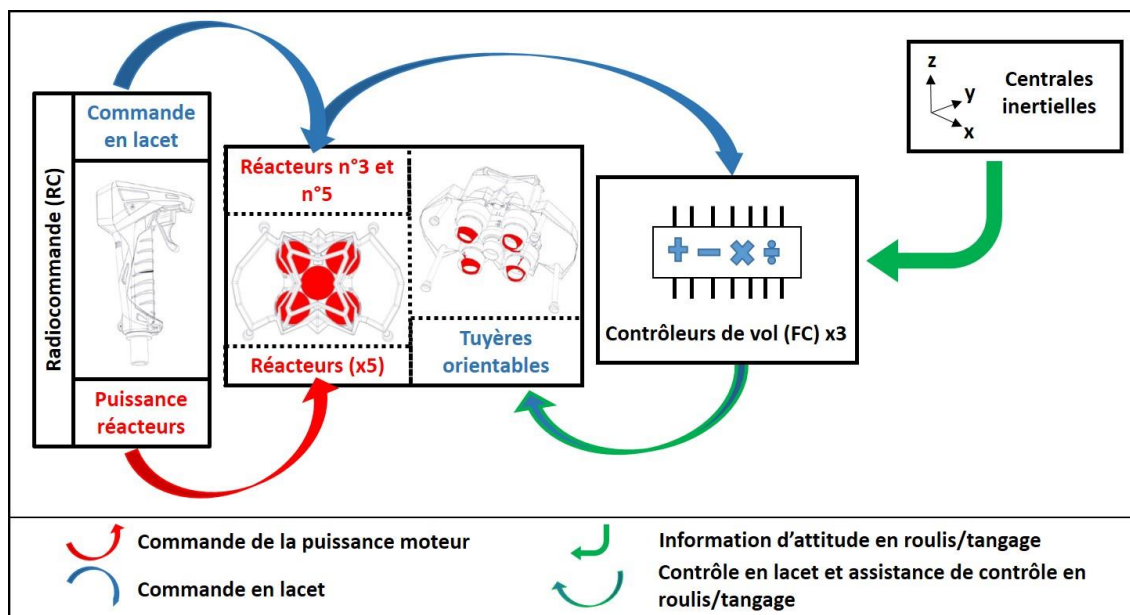 Radiocommande (RC)
Commande
en lacet
Puissance
réacteurs
Réacteurs n°3 et
n°5
Réacteurs (x5)
Tuyères
orientables
Contrôleurs de vol (FC) x3
z
y
x
Centrales
inertielles
Commande de la puissance moteur
Commande en lacet
Information d’attitude en roulis/tangage
Contrôle en lacet et assistance de contrôle en
roulis/tangage